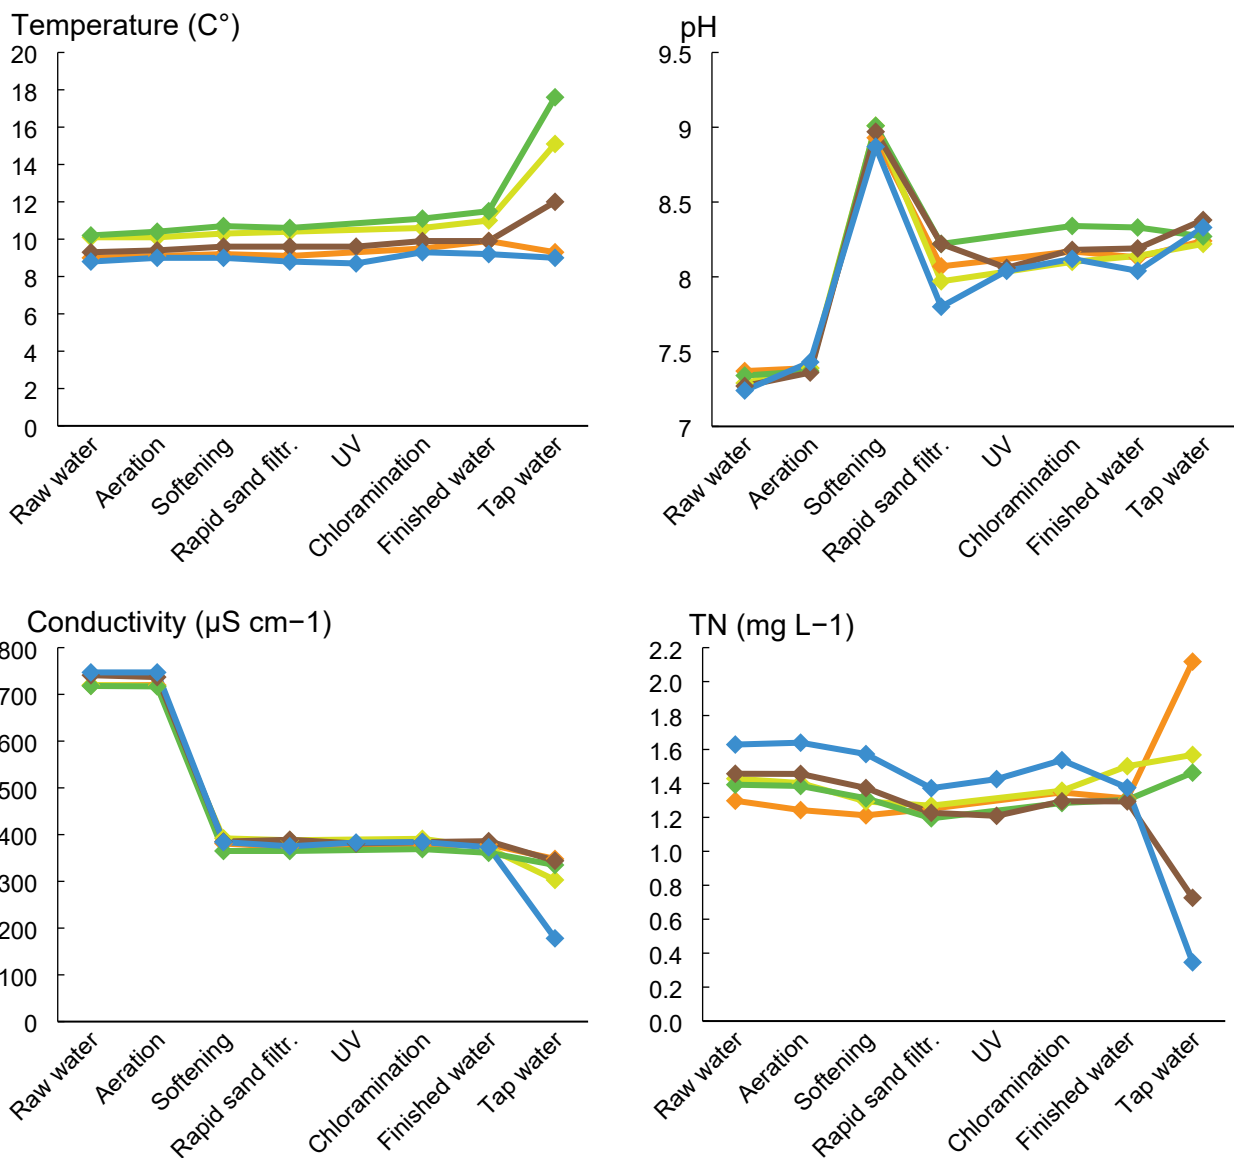 Temperature (C°)
20
18
16
14
12
10
8
6
4
2
0
Raw water
Aeration
Softening
Rapid sand filtr.
UV
Chloramination
Finished water
Tap water
pH
9.5
9
8.5
8
7.5
7
Raw water
Aeration
Softening
Rapid sand filtr.
UV
Chloramination
Finished water
Tap water
Conductivity (µS cm−1)
800
700
600
500
400
300
200
100
0
Raw water
Aeration
Softening
Rapid sand filtr.
UV
Chloramination
Finished water
Tap water
TN (mg L−1)
2.2
2.0
1.8
1.6
1.4
1.2
1.0
0.8
0.6
0.4
0.2
0.0
Raw water
Aeration
Softening
Rapid sand filtr.
UV
Chloramination
Finished water
Tap water